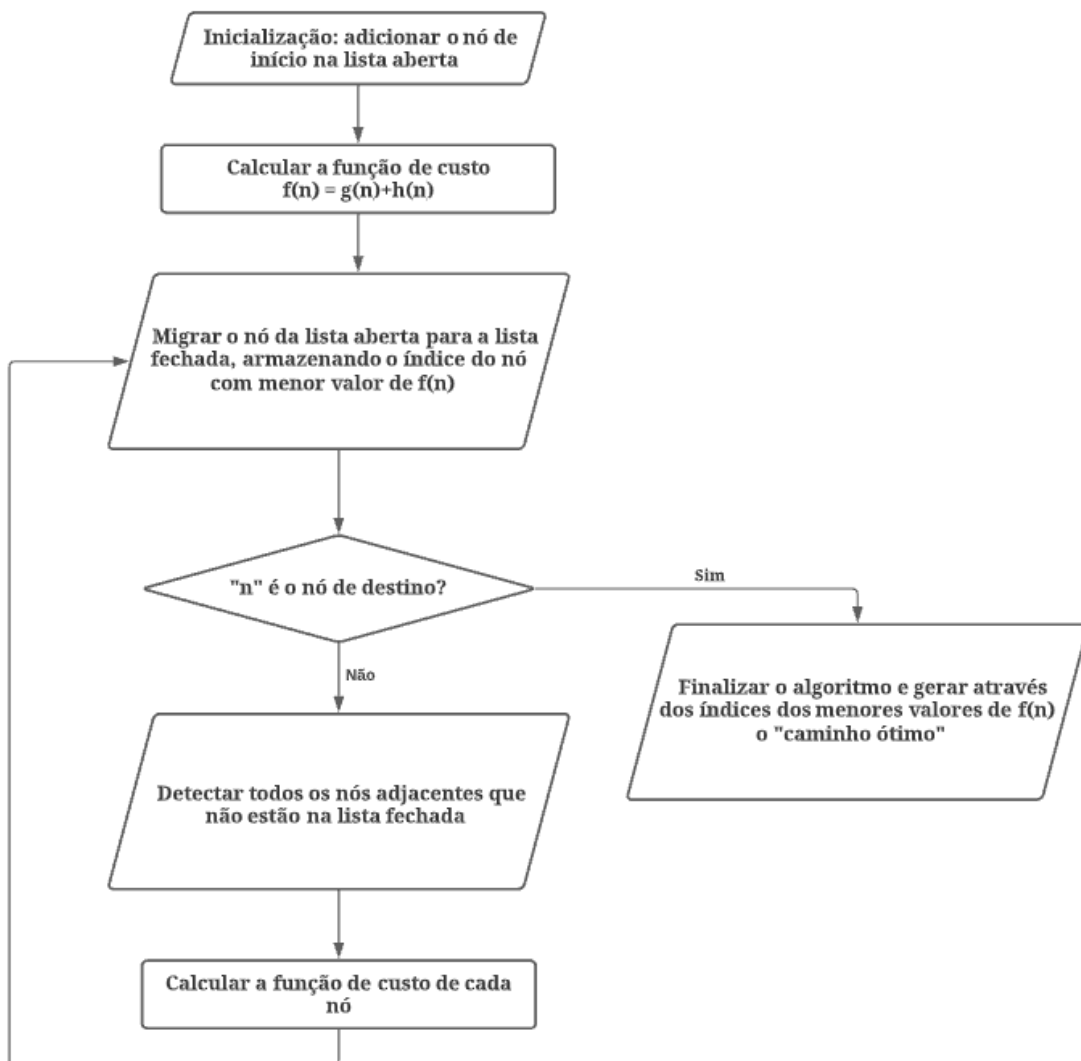 Inicialização: adicionar o nó de
início na lista aberta
Calcular a função de custo
f(n) = g(n)+h(n)
Migrar o nó da lista aberta para a lista
fechada, armazenando o índice do nó
com menor valor de f(n)
"n" é o nó de destino?
Sim
Não
Finalizar o algoritmo e gerar através
dos índices dos menores valores de f(n)
o "caminho ótimo"
Detectar todos os nós adjacentes que
não estão na lista fechada
Calcular a função de custo de cada
nó